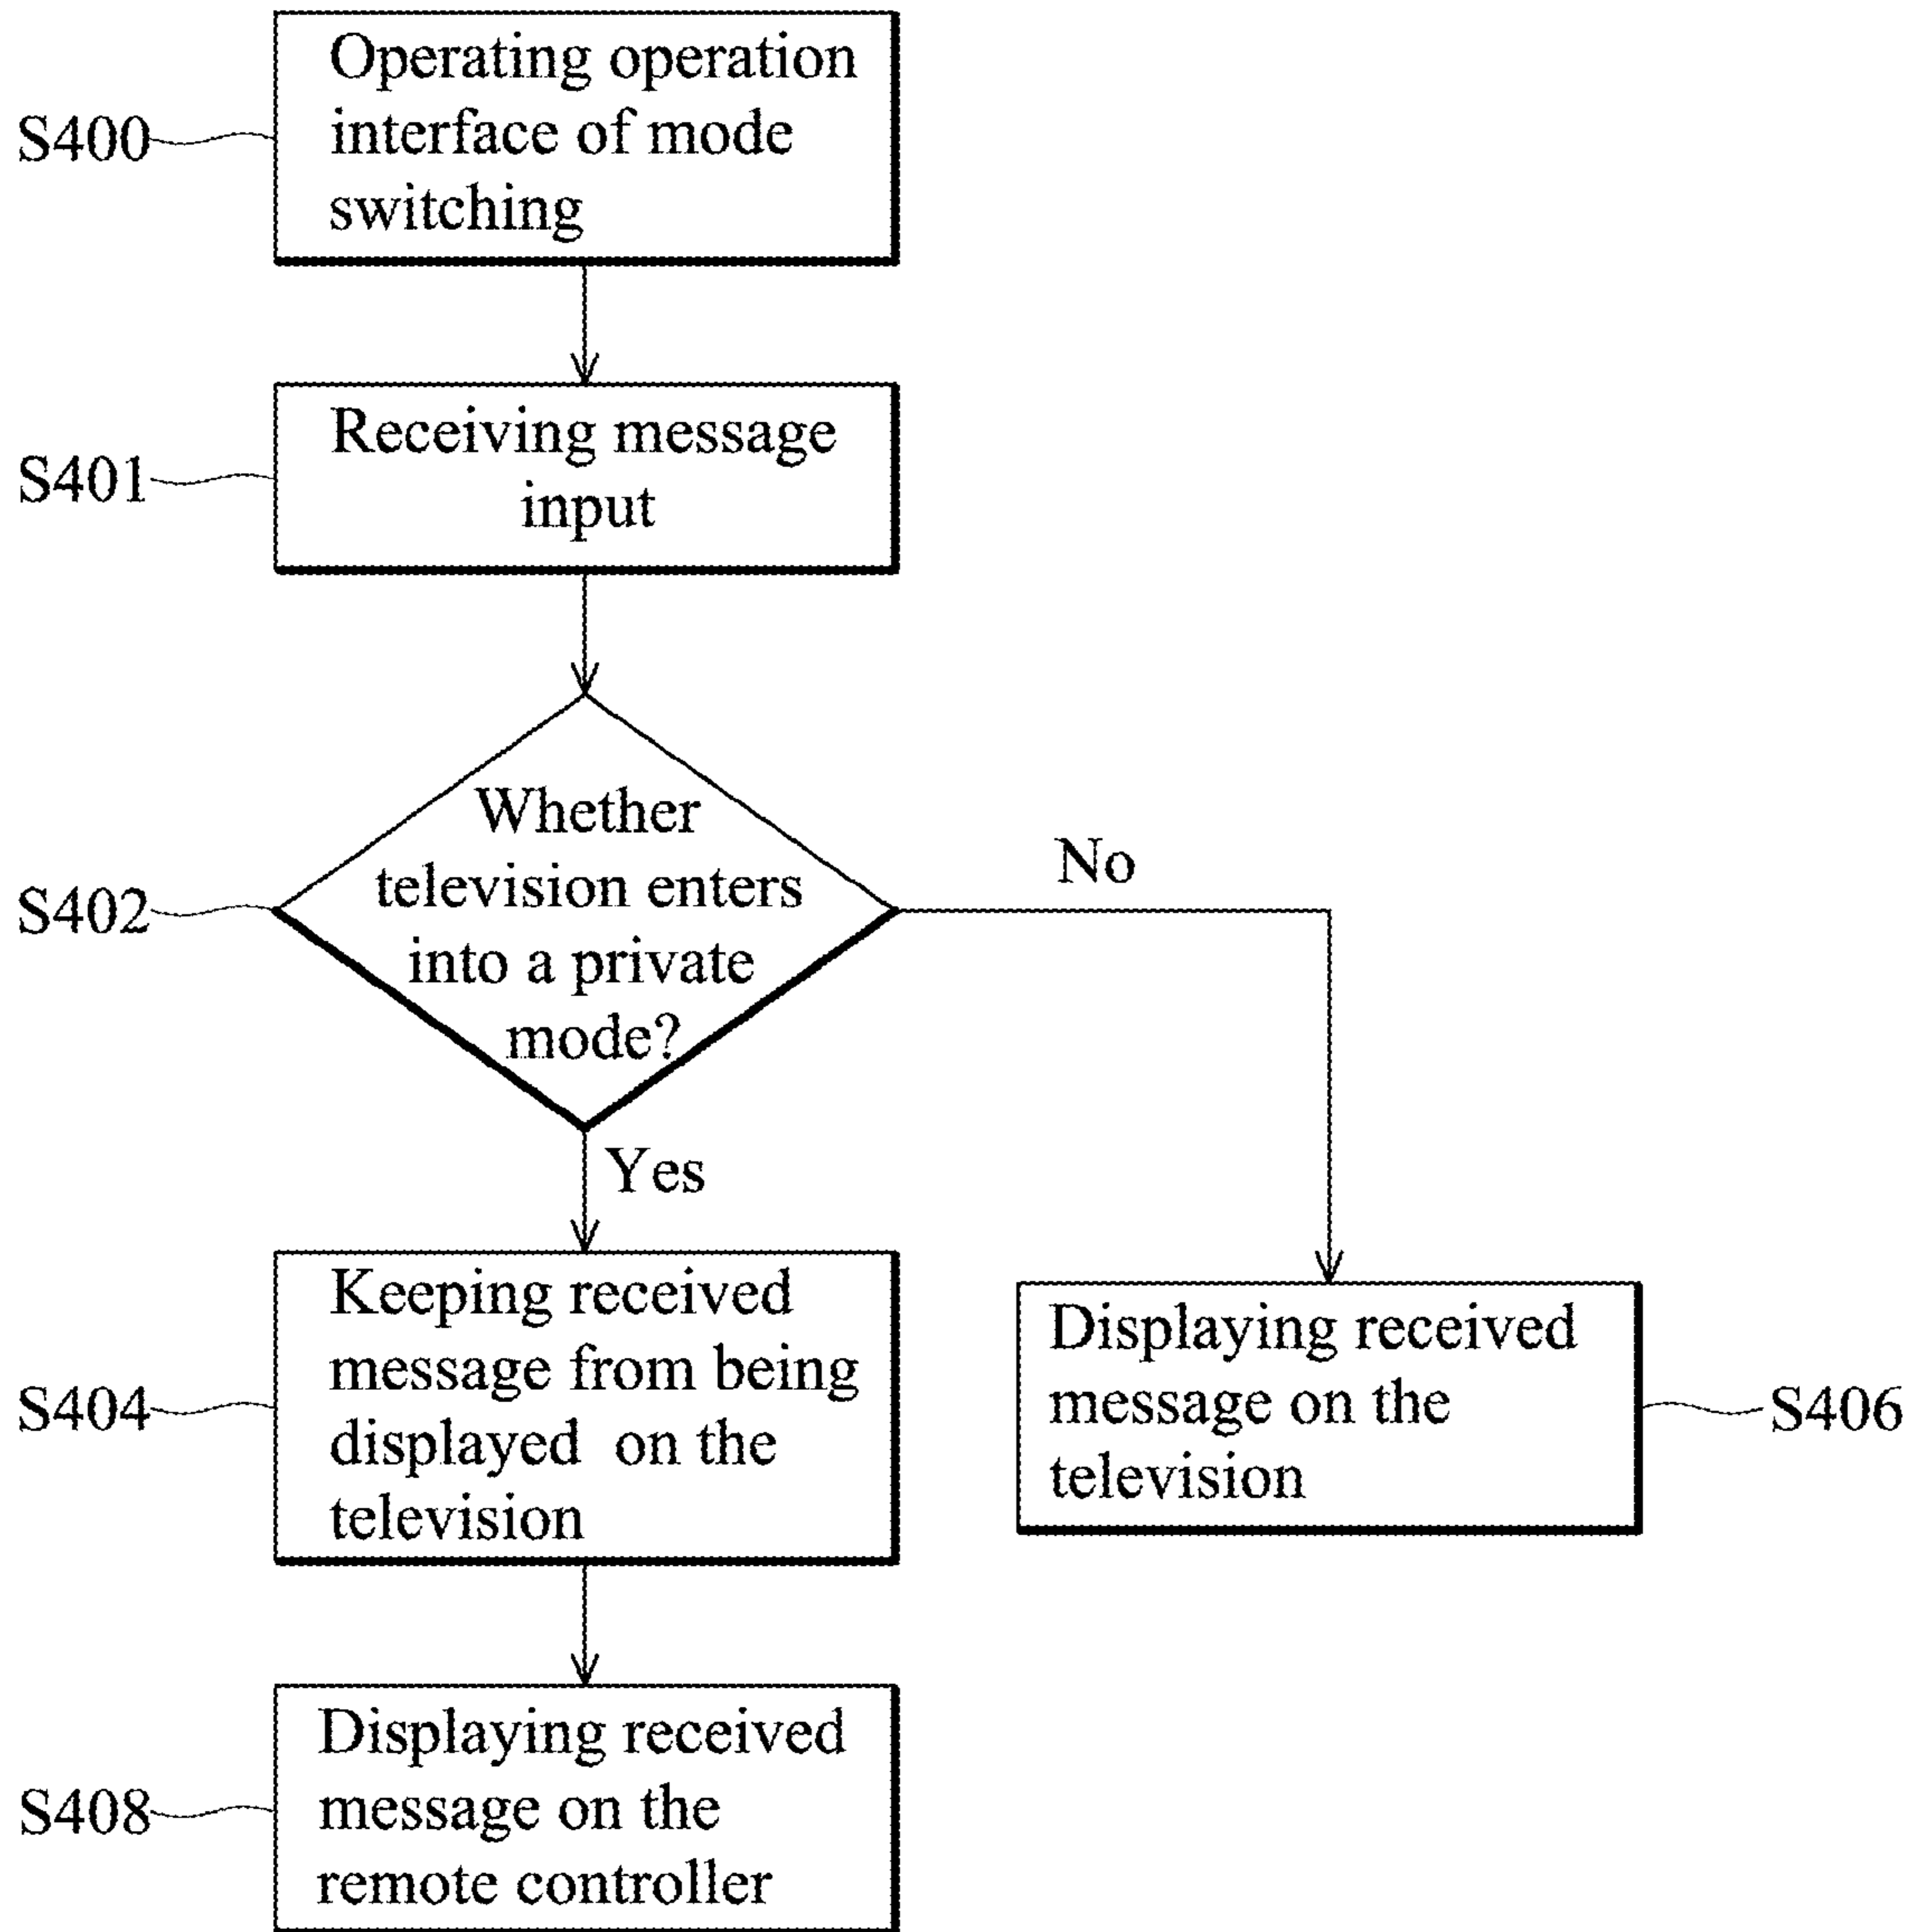 S400
Operating operation
interface of mode
switching
S401
Receiving message
input
S402
Whether
television enters
into a private
mode?
No
Yes
S404
Keeping received
message from being
displayed on the
television
Displaying received
message on the
television
S406
S408
Displaying received
message on the
remote controller